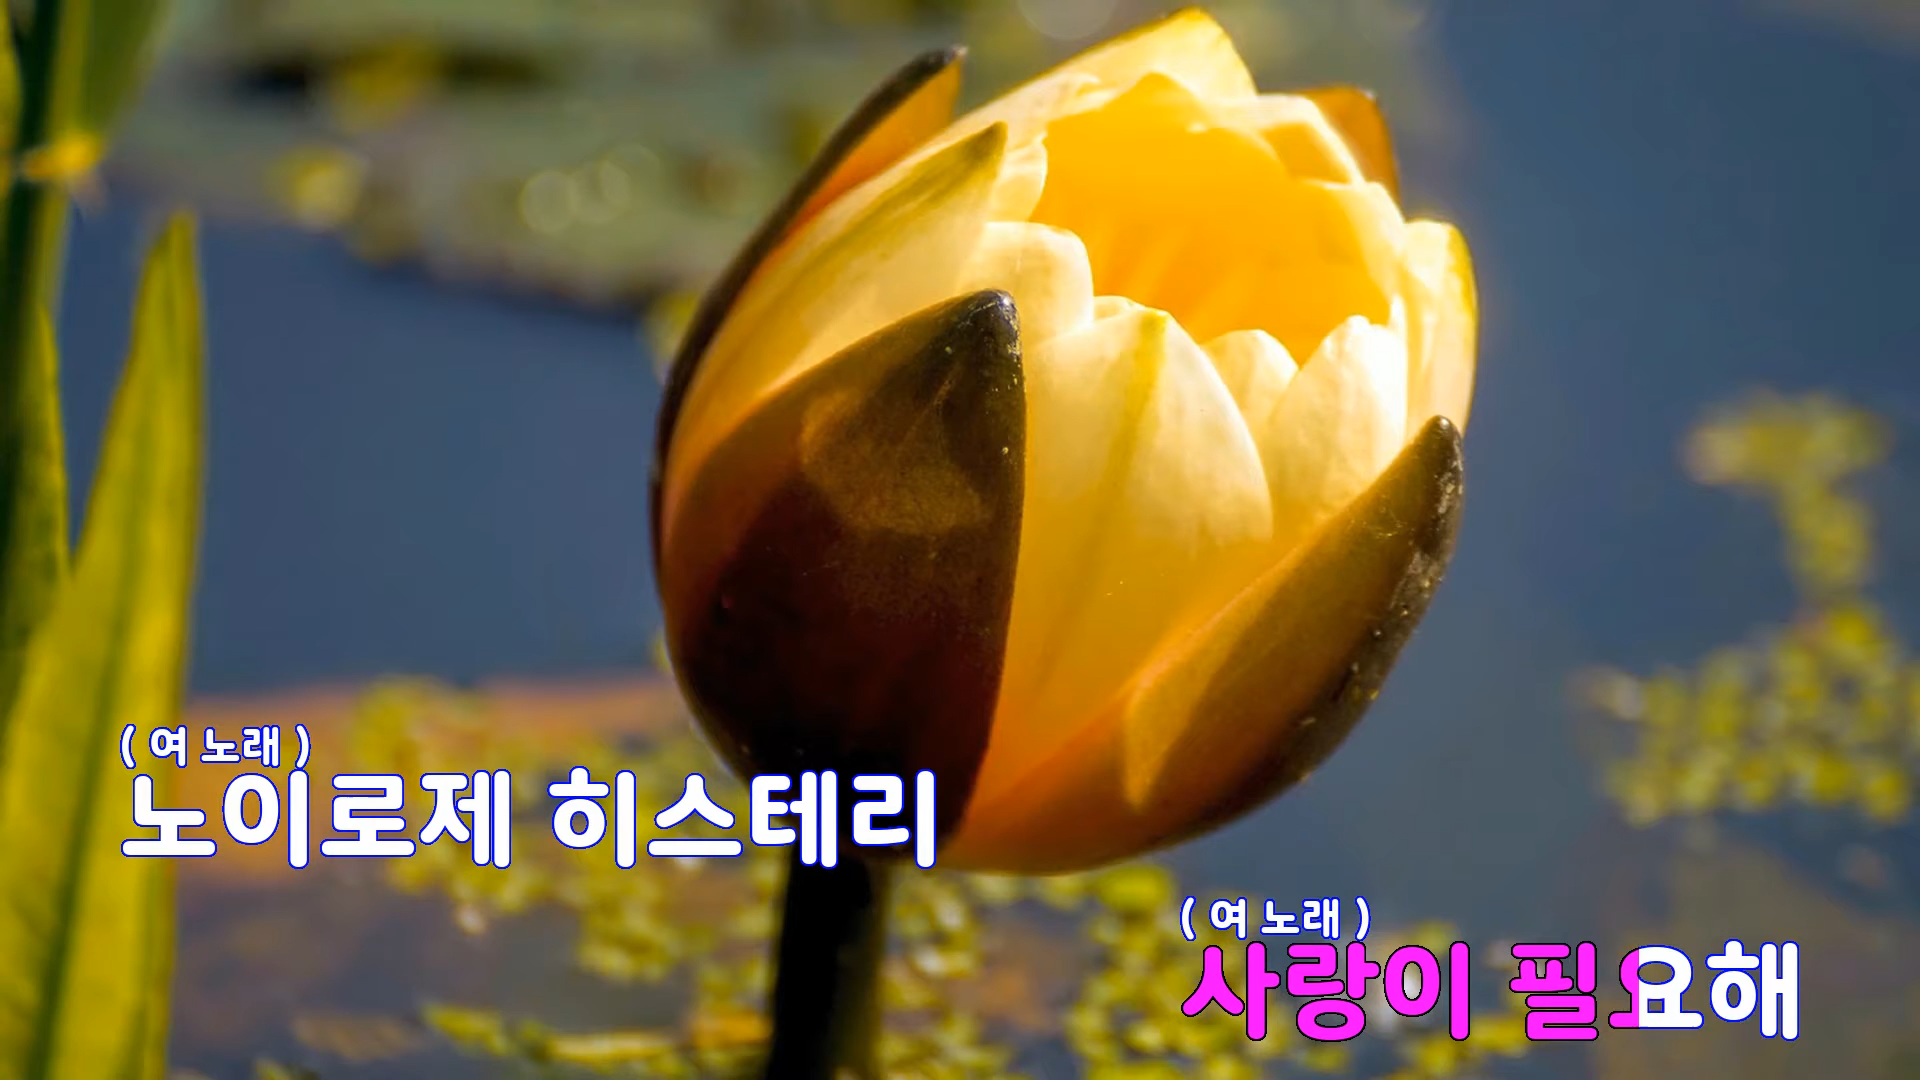 ( 여 노래 )
노이로제 히스테리
( 여 노래 )
사랑이 필요해